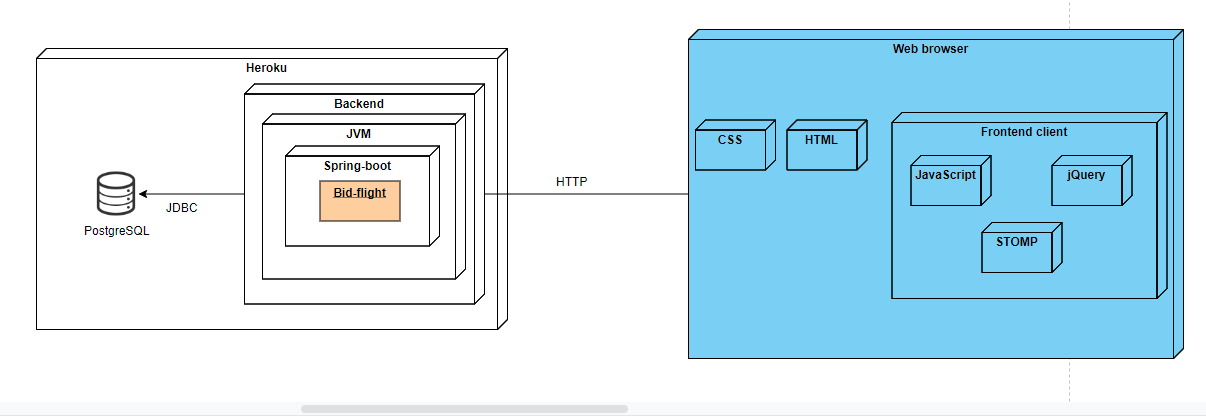 Heroku
Backend
JVM
Spring-boot
Bid-flight
JDBC
PostgreSQL
HTTP
Web browser
CSS
HTML
Frontend client
JavaScript
jQuery
STOMP